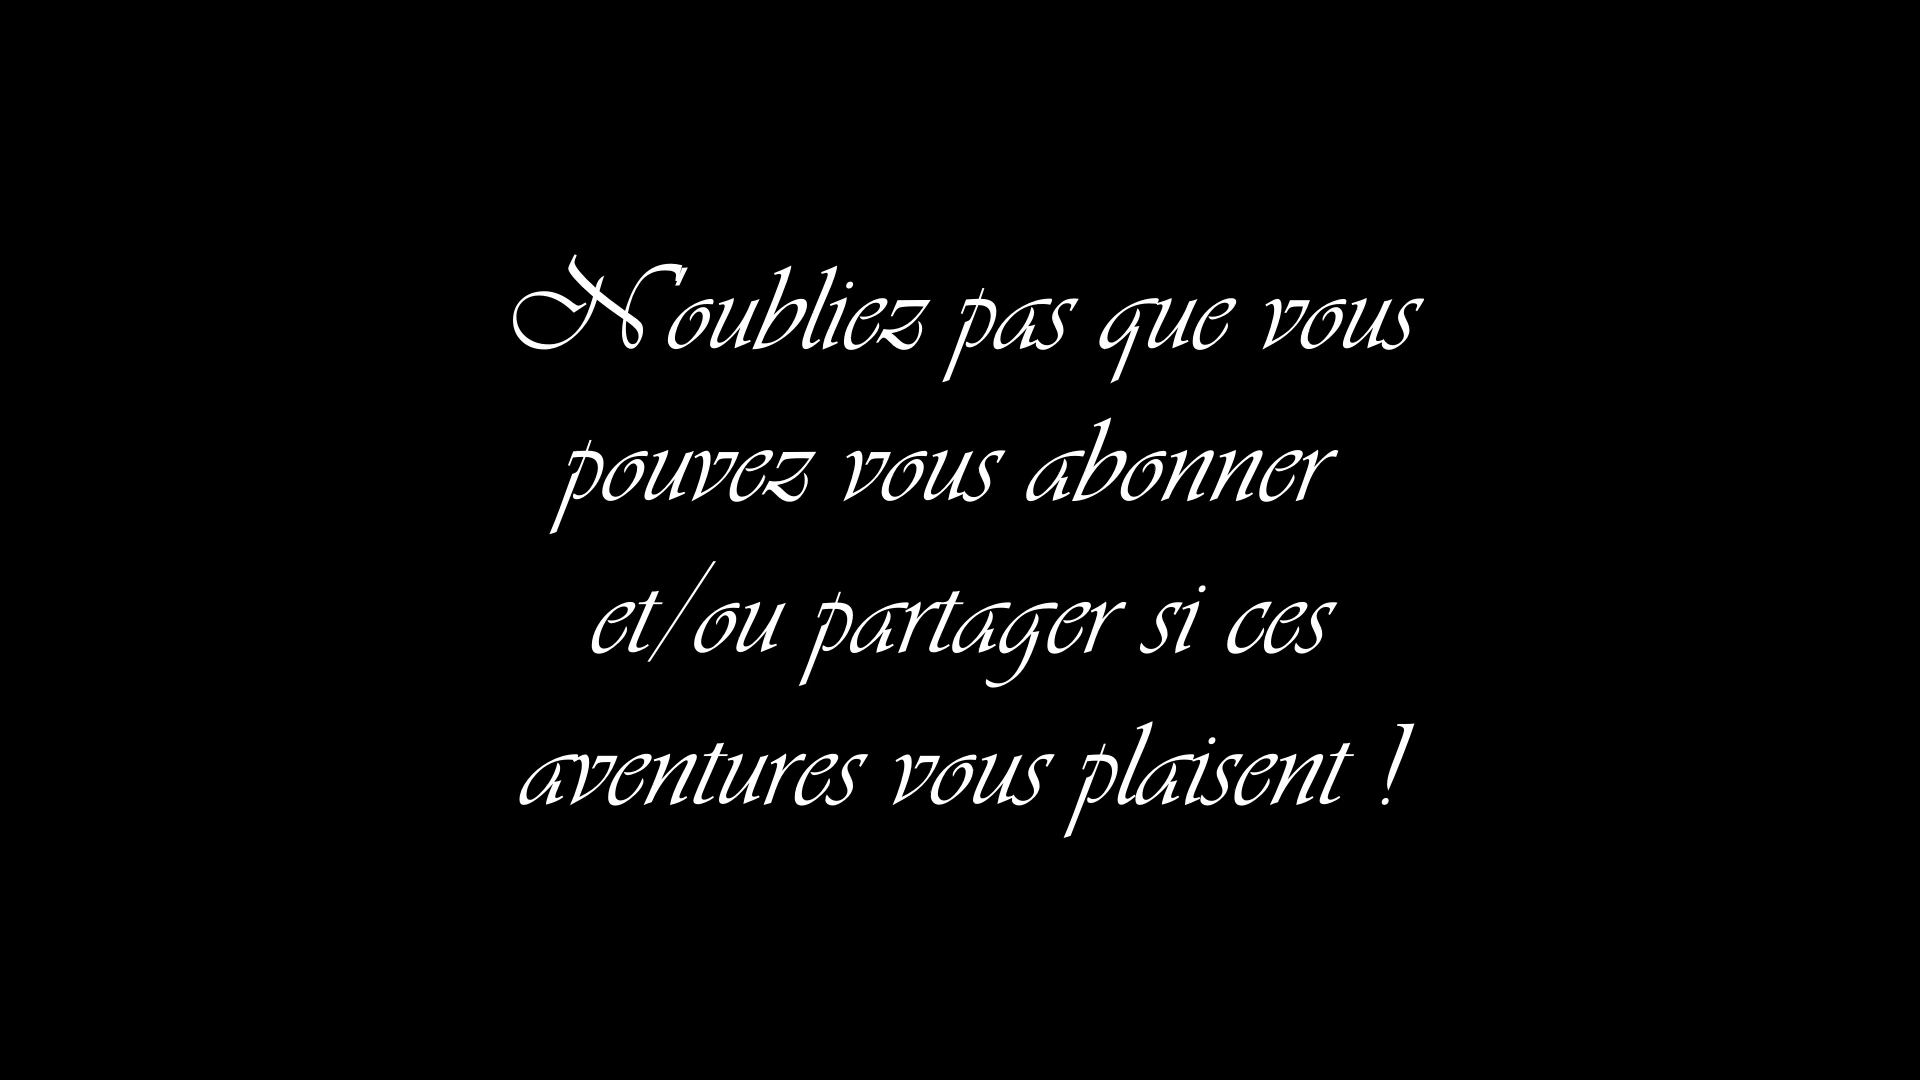 N'oubliez pas que vous
pouvez vous abonner
et/ou partager si ces
aventures vous plaisent !